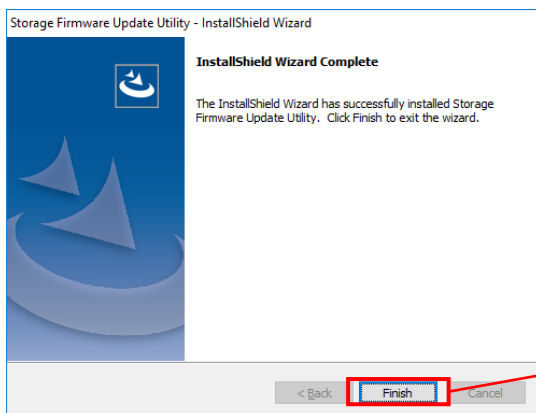 Storage Firmware Update Utility - InstallShield Wizard
InstallShield Wizard Complete
The InstallShield Wizard has successfully installed Storage
Firmware Update Utility. Click Finish to exit the wizard.
< Back
Finish
Cancel